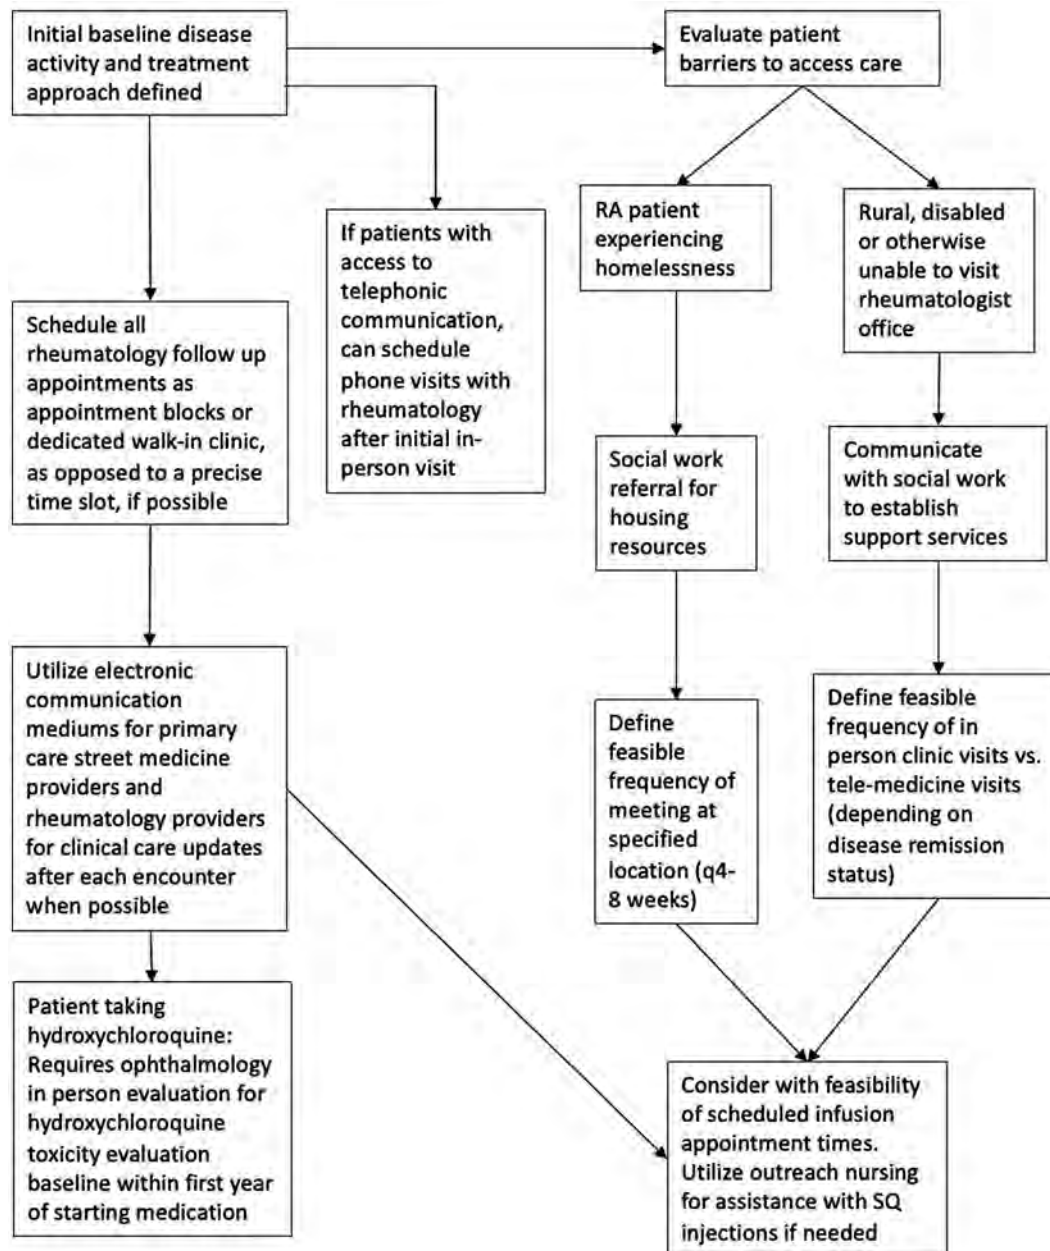 Initial baseline disease
activity and treatment
approach defined
Evaluate patient
barriers to access care
If patients with
access to
telephonic
communication,
can schedule
phone visits with
rheumatology
after initial in-
person visit
RA patient
experiencing
homelessness
Rural, disabled
or otherwise
unable to visit
rheumatologist
office
Schedule all
rheumatology follow up
appointments as
appointment blocks or
dedicated walk-in clinic,
as opposed to a precise
time slot, if possible
Social work
referral for
housing
resources
Communicate
with social work
to establish
support services
Utilize electronic
communication
mediums for primary
care street medicine
providers and
rheumatology providers
for clinical care updates
after each encounter
when possible
Define
feasible
frequency of
meeting at
specified
location (q4-
8 weeks)
Define feasible
frequency of in
person clinic visits vs.
tele-medicine visits
(depending on
disease remission
status)
Patient taking
hydroxychloroquine:
Requires ophthalmology
in person evaluation for
hydroxychloroquine
toxicity evaluation
baseline within first year
of starting medication
Consider with feasibility
of scheduled infusion
appointment times.
Utilize outreach nursing
for assistance with SQ
injections if needed